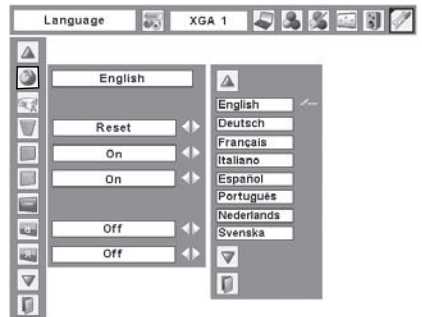 Language XGA 1
English
Reset
On
On
Off
Off
English
Deutsch
Français
Italiano
Español
Português
Nederlands
Svenska